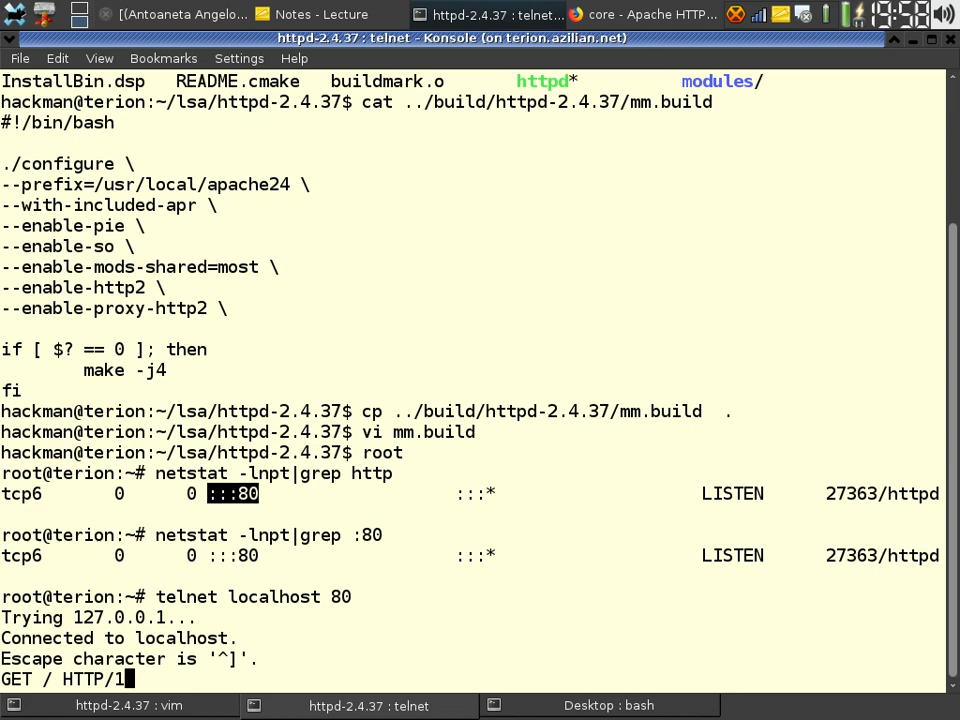 [(Antoaneta Angelo...
Notes - Lecture
httpd-2.4.37 : telnet...
core - Apache HTTP...
19:58
httpd-2.4.37 : telnet - Konsole (on terion.azilian.net)
File Edit View Bookmarks Settings Help
InstallBin.dsp README.cmake buildmark.o httpd* modules/
hackman@terion:~/lsa/httpd-2.4.37$ cat ../build/httpd-2.4.37/mm.build
#!/bin/bash
./configure \
--prefix=/usr/local/apache24 \
--with-included-apr \
--enable-pie \
--enable-so \
--enable-mods-shared=most \
--enable-http2 \
--enable-proxy-http2 \
if [ $? == 0 ]; then
make -j4
fi
hackman@terion:~/lsa/httpd-2.4.37$ cp ../build/httpd-2.4.37/mm.build .
hackman@terion:~/lsa/httpd-2.4.37$ vi mm.build
hackman@terion:~/lsa/httpd-2.4.37$ root
root@terion:~# netstat -lnpt|grep http
tcp6 0 0 :::80 :::* LISTEN 27363/httpd
root@terion:~# netstat -lnpt|grep :80
tcp6 0 0 :::80 :::* LISTEN 27363/httpd
root@terion:~# telnet localhost 80
Trying 127.0.0.1...
Connected to localhost.
Escape character is '^]'.
GET / HTTP/1
httpd-2.4.37 : vim
httpd-2.4.37 : telnet
Desktop : bash